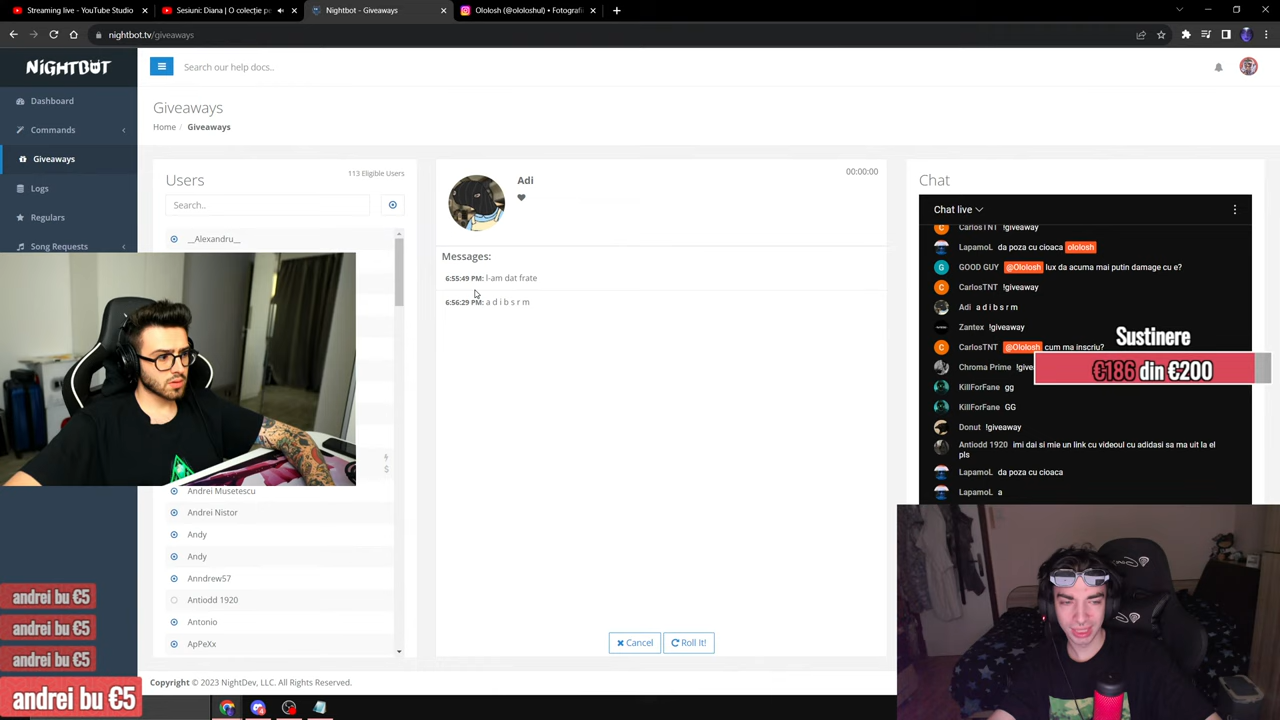 Streaming live - YouTube Studio
Sesiuni: Diana | O colecție pe
Nightbot - Giveaways
Ololosh (@ololoshul) • Fotografii
nightbot.tv/giveaways
NIGHTBOT
Search our help docs..
Dashboard
Commands
Giveaways
Logs
Regulars
Song Requests
Giveaways
Home / Giveaways
Users
113 Eligible Users
Search..
__Alexandru__
Andrei Musetescu
Andrei Nistor
Andy
Andy
Anndrew57
Antiodd 1920
Antonio
ApPeXx
Adi
00:00:00
Messages:
6:55:49 PM: l-am dat frate
6:56:29 PM: a d i b s r m
Cancel
Roll It!
Chat
Chat live
CarlosTNT !giveaway
LapamoL da poza cu cioaca ololosh
GOOD GUY @Ololosh lux da acuma mai putin damage cu e?
CarlosTNT !giveaway
Adi a d i b s r m
Zantex !giveaway
CarlosTNT @Ololosh cum ma inscriu?
Chroma Prime !give
KillForFane gg
KillForFane GG
Donut !giveaway
Antiodd 1920 imi dai si mie un link cu videoul cu adidasi sa ma uit la el
pls
LapamoL da poza cu cioaca
LapamoL a
Sustinere
€186 din €200
andrei bu €5
andrei bu €5
andrei bu €5
andrei bu €5
Copyright © 2023 NightDev, LLC. All Rights Reserved.